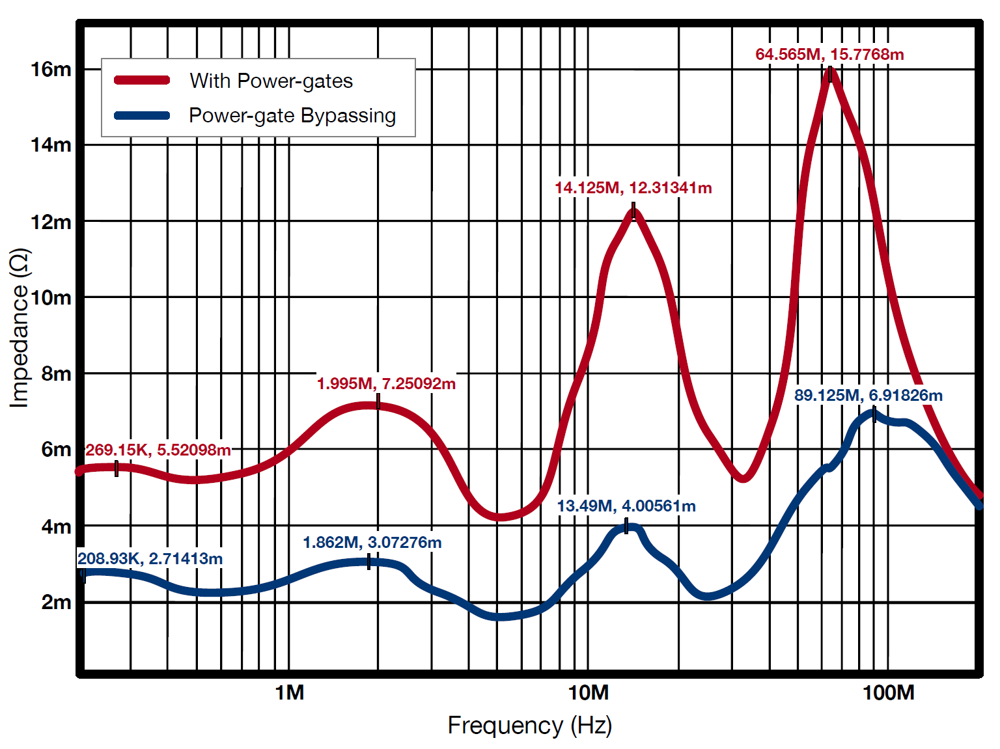 64.565M, 15.7768m
16m
With Power-gates
Power-gate Bypassing
14m
14.125M, 12.31341m
12m
Impedance (Ω)
10m
8m
1.995M, 7.25092m
89.125M, 6.91826m
6m
269.15K, 5.52098m
13.49M, 4.00561m
4m
1.862M, 3.07276m
208.93K, 2.71413m
2m
1M
10M
100M
Frequency (Hz)